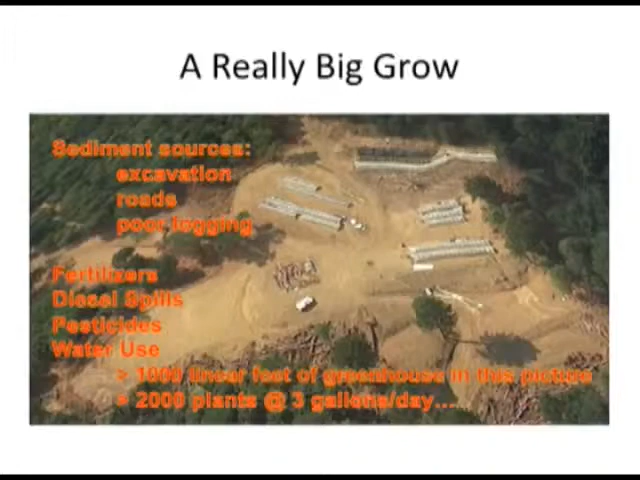 A Really Big Grow
Sediment sources:
excavation
roads
poor logging
Fertilizers
Diesel Spills
Pesticides
Water Use
> 1000 linear feet of greenhouse in this picture
= 2000 plants @ 3 gallons/day....